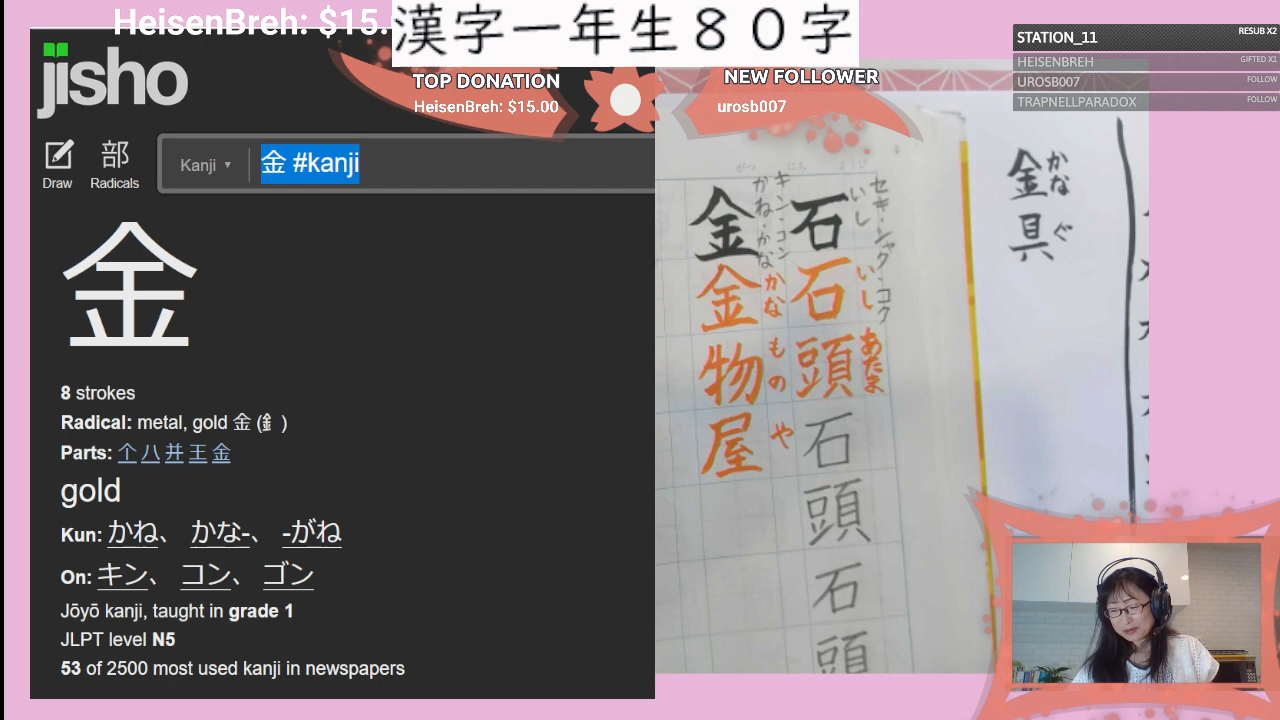 HeisenBreh: $15.
漢字一年生８０字
jisho
Draw
部
Radicals
Kanji ▾
金 #kanji
金
8 strokes
Radical: metal, gold 金 (釒)
Parts: 个 八 并 王 金
gold
Kun: かね、 かな-、 -がね
On: キン、 コン、 ゴン
Jōyō kanji, taught in grade 1
JLPT level N5
53 of 2500 most used kanji in newspapers
TOP DONATION
HeisenBreh: $15.00
NEW FOLLOWER
urosb007
STATION_11
RESUB X2
HEISENBREH
GIFTED X1
UROSB007
FOLLOW
TRAPNELLPARADOX
FOLLOW
金具
かなぐ
セキ・シャク・コク
いし
石石頭石頭石頭
いしあたま
キン・コン
かね・かな
金金物屋
かなものや